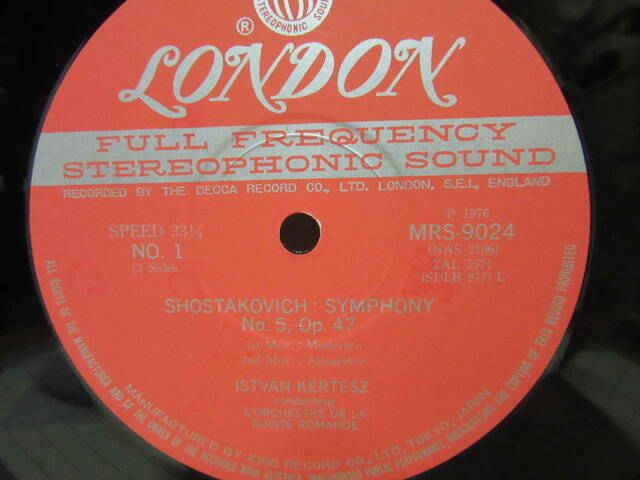 STEREOPHONIC SOUND
®
LONDON
FULL FREQUENCY
STEREOPHONIC SOUND
RECORDED BY THE DECCA RECORD CO., LTD. LONDON, S.E.I., ENGLAND
SPEED 33⅓
NO. 1
(2 Sides
P 1976
MRS-9024
(NAS 2106)
ZAL 5571
(SDLB 917) L
SHOSTAKOVICH : SYMPHONY
No. 5, Op. 47
1st Mov. : Moderato
2nd Mov. : Allegretto
ISTVAN KERTESZ
conducting
L'ORCHESTRE DE LA
SUISSE ROMANDE
MANUFACTURED BY KING RECORD CO., LTD. TOKYO, JAPAN
ALL RIGHTS OF THE MANUFACTURER AND OF THE OWNER OF THE RECORDED WORK RESERVED UNAUTHORISED PUBLIC PERFORMANCE, BROADCASTING AND COPYING OF THIS RECORD PROHIBITED